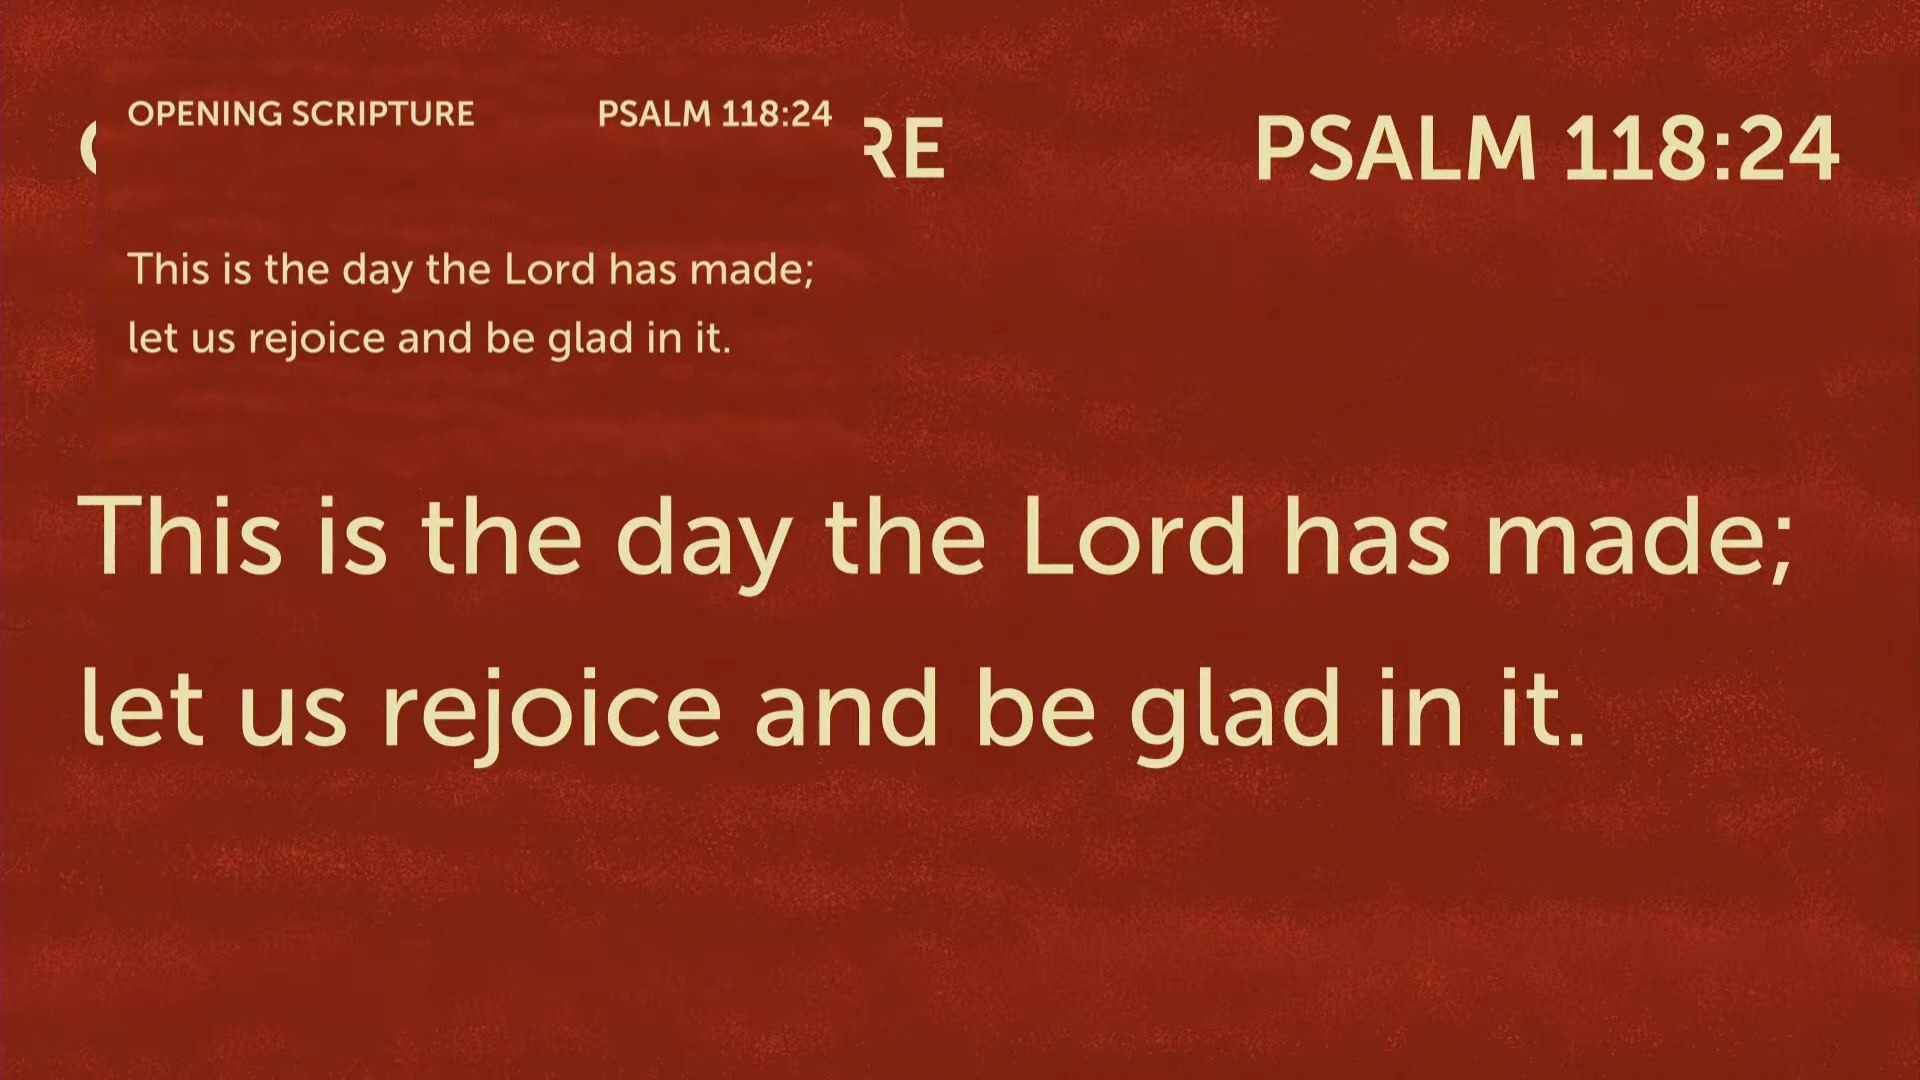 OPENING SCRIPTURE PSALM 118:24
This is the day the Lord has made;
let us rejoice and be glad in it.
RE PSALM 118:24
This is the day the Lord has made;
let us rejoice and be glad in it.